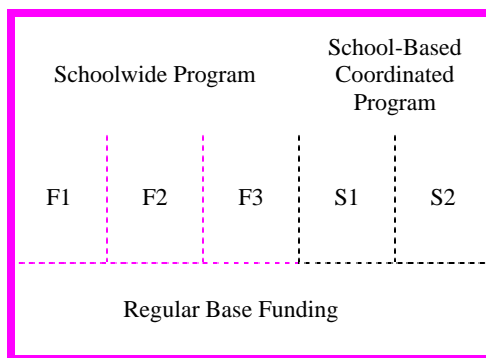 Schoolwide Program
School-Based
Coordinated
Program
F1 F2 F3 S1 S2
Regular Base Funding